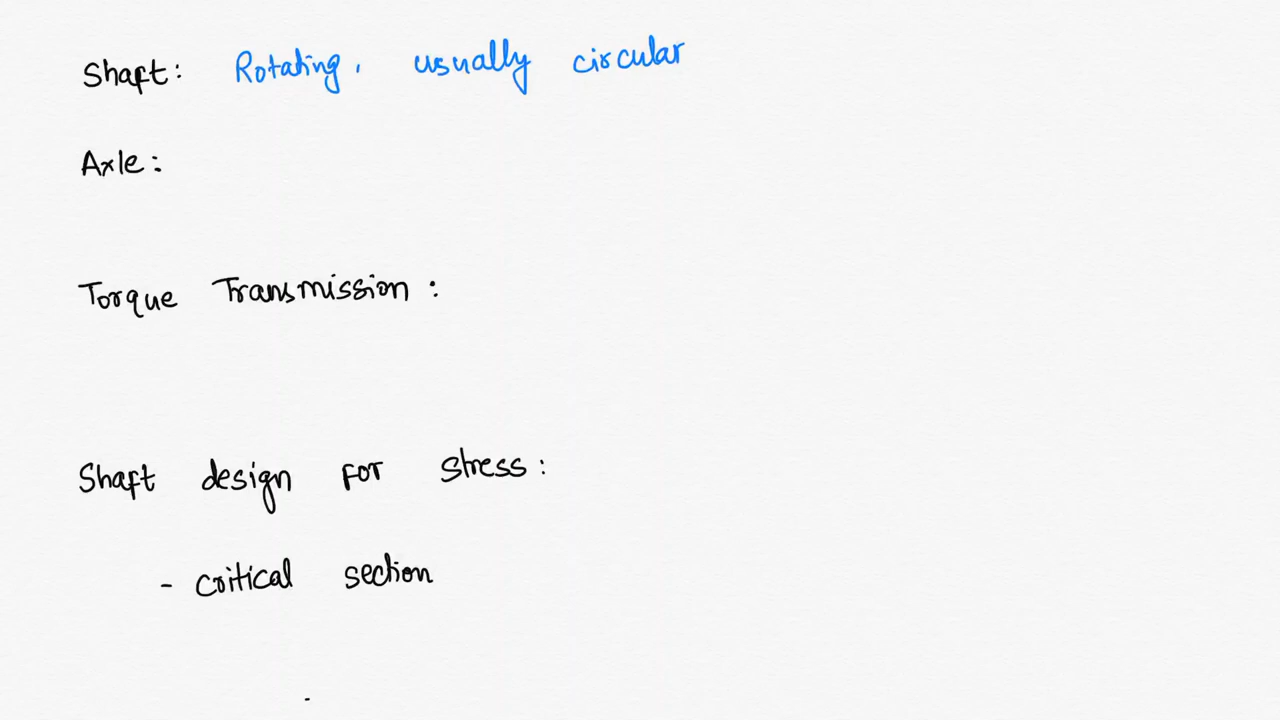 Shaft: Rotating, usually circular
Axle:
Torque Transmission:
Shaft design for stress:
- critical section